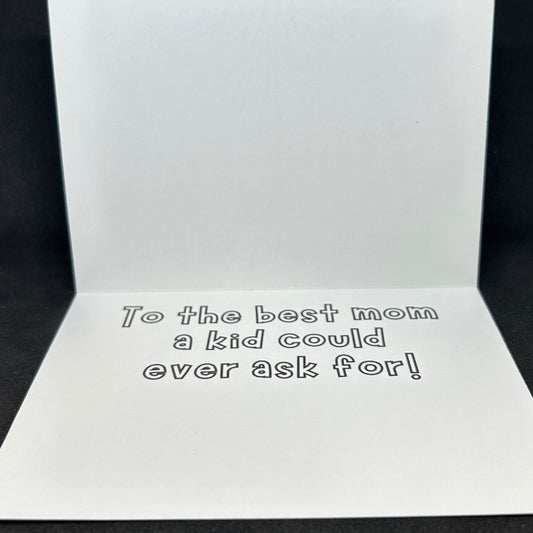 To the best mom
a kid could
ever ask for!